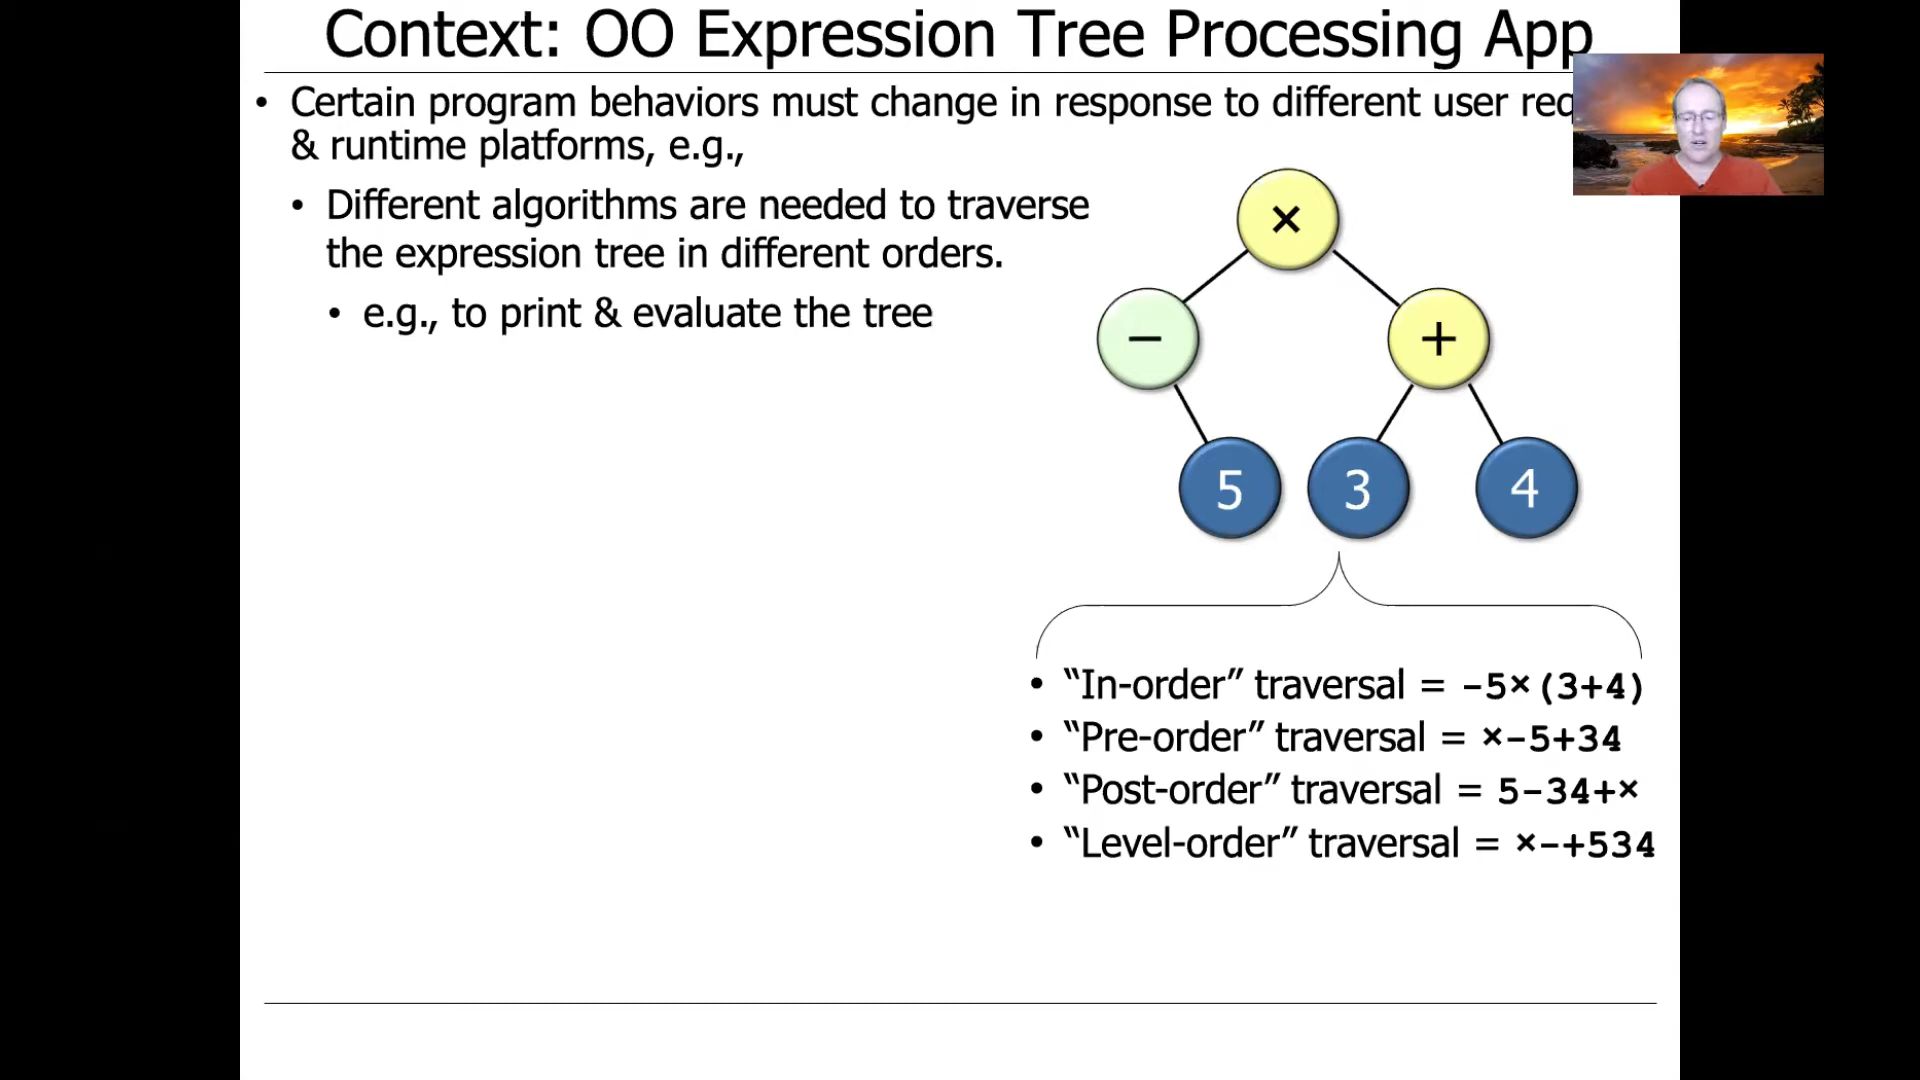 Context: OO Expression Tree Processing App
• Certain program behaviors must change in response to different user
& runtime platforms, e.g.,
• Different algorithms are needed to traverse
the expression tree in different orders.
• e.g., to print & evaluate the tree
×
− +
5 3 4
• “In-order” traversal = -5×(3+4)
• “Pre-order” traversal = ×-5+34
• “Post-order” traversal = 5-34+×
• “Level-order” traversal = ×-+534